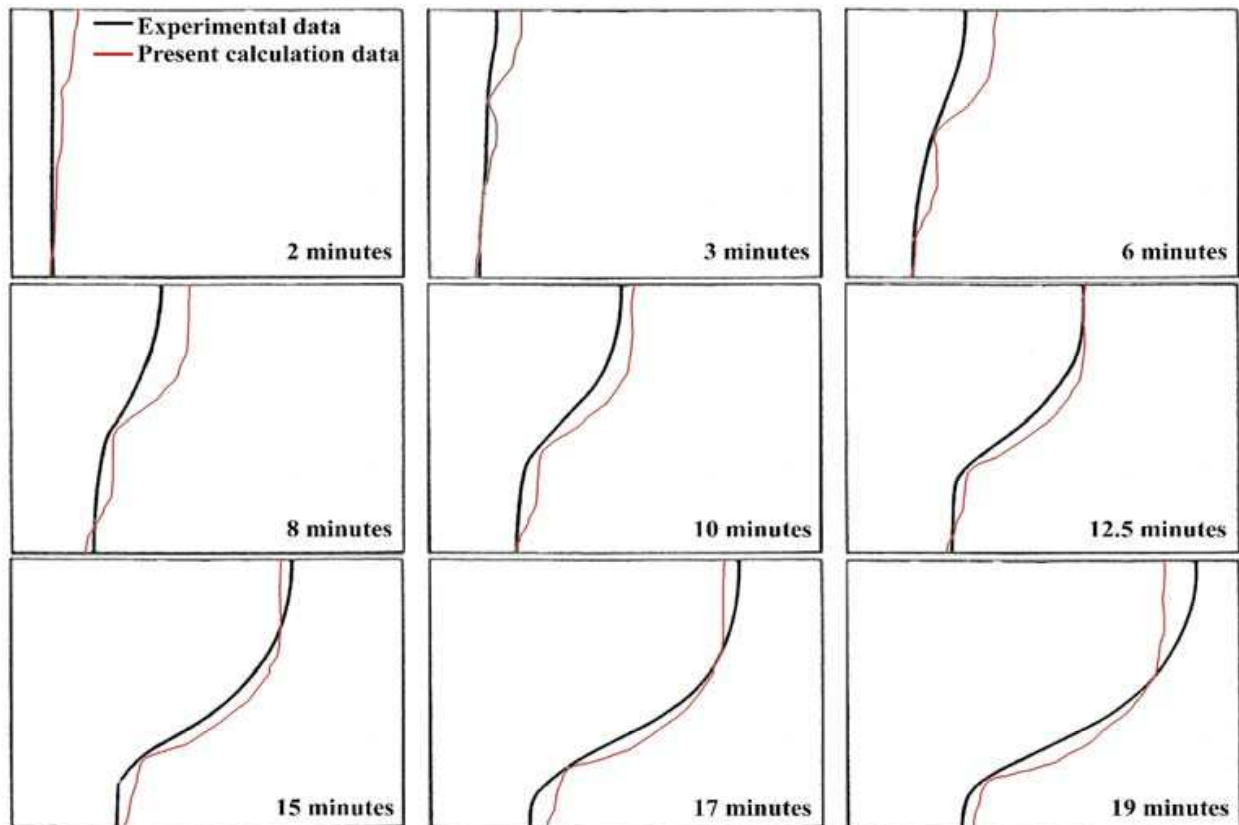 Experimental data
Present calculation data
2 minutes
3 minutes
6 minutes
8 minutes
10 minutes
12.5 minutes
15 minutes
17 minutes
19 minutes